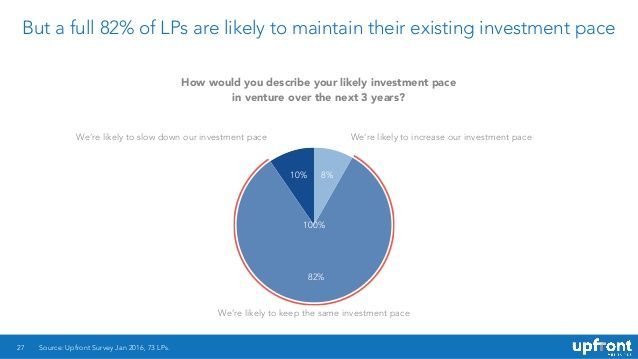 But a full 82% of LPs are likely to maintain their existing investment pace
How would you describe your likely investment pace
in venture over the next 3 years?
We're likely to slow down our investment pace
We're likely to increase our investment pace
10%
8%
100%
82%
We're likely to keep the same investment pace
27
Source: Upfront Survey Jan 2016, 73 LPs.
upfront